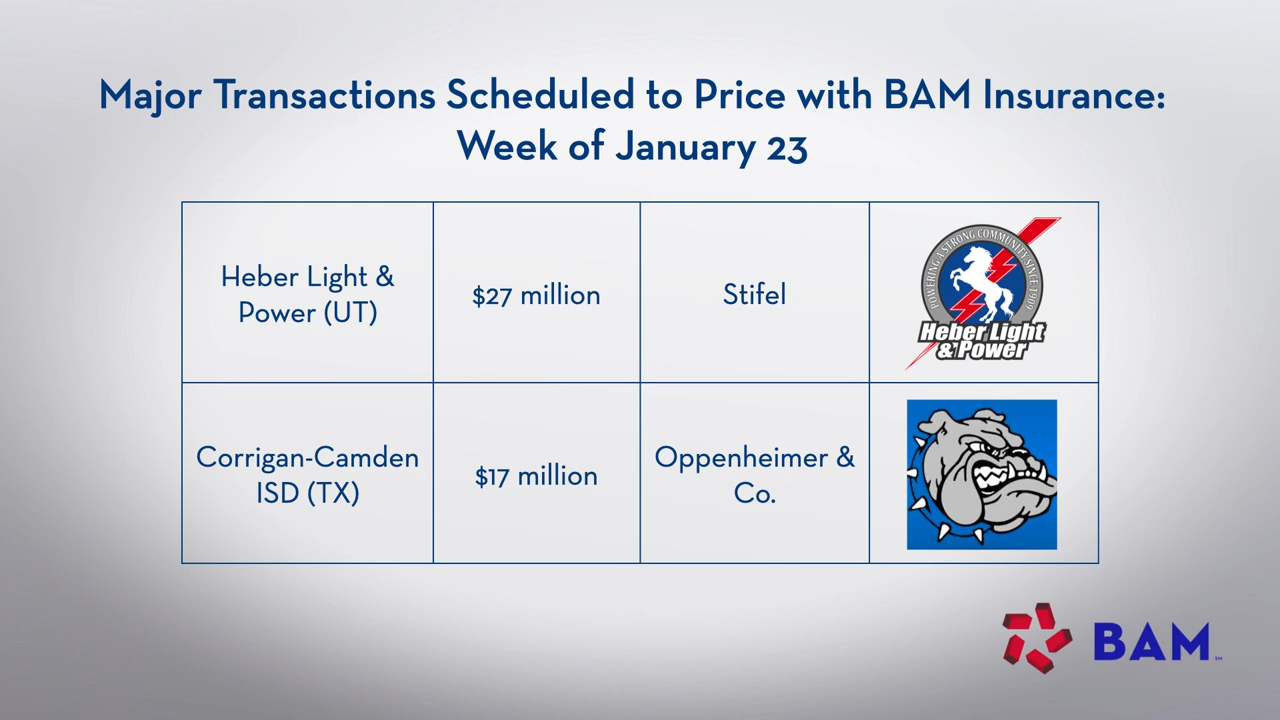 Major Transactions Scheduled to Price with BAM Insurance:
Week of January 23
Heber Light &
Power (UT)
$27 million
Stifel
POWERING A STRONG COMMUNITY SINCE 1909
Heber Light
& Power
Corrigan-Camden
ISD (TX)
$17 million
Oppenheimer &
Co.
BAM
SM